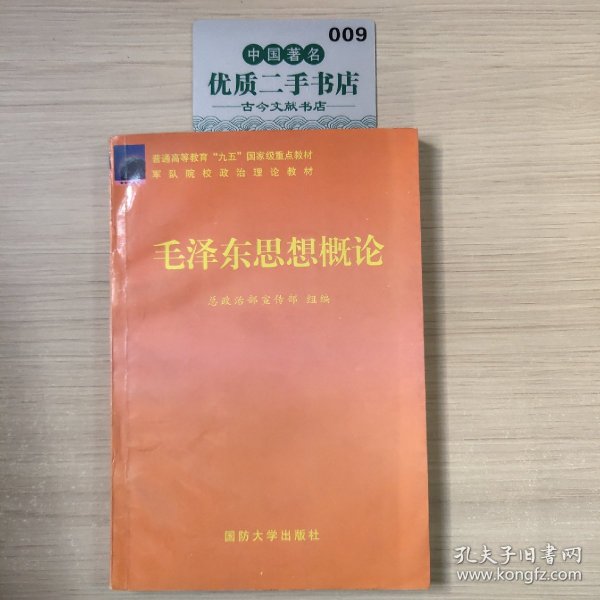 009
中国著名
优质二手书店
古今文献书店
普通高等教育“九五”国家级重点教材
军队院校政治理论教材
毛泽东思想概论
总政治部宣传部 组编
国防大学出版社
孔夫子旧书网
www.kongfz.com